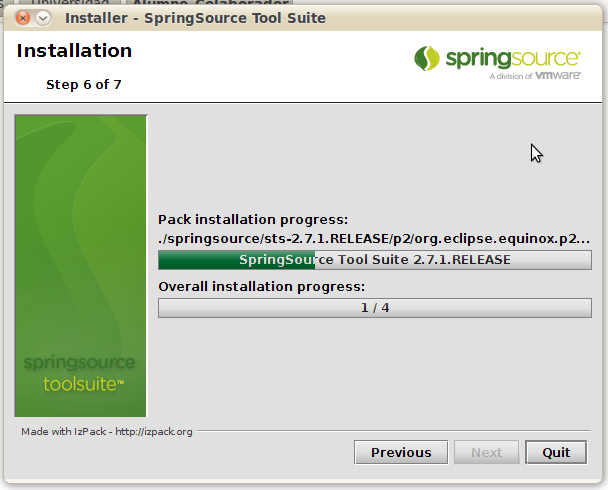 Universidad Alumno Colaborador
Installer - SpringSource Tool Suite
Installation
Step 6 of 7
springsource
A division of vmware
Pack installation progress:
./springsource/sts-2.7.1.RELEASE/p2/org.eclipse.equinox.p2...
SpringSource Tool Suite 2.7.1.RELEASE
Overall installation progress:
1 / 4
springsource
toolsuite™
Made with IzPack - http://izpack.org
Previous
Next
Quit